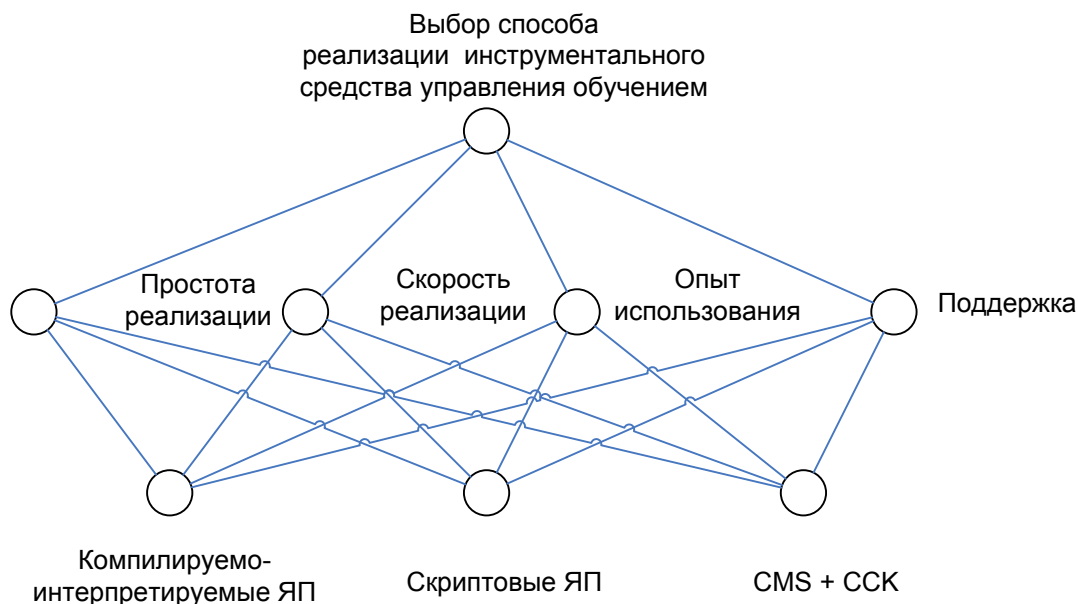 Выбор способа
реализации инструментального
средства управления обучением
Простота
реализации
Скорость
реализации
Опыт
использования
Поддержка
Компилируемо-
интерпретируемые ЯП
Скриптовые ЯП
CMS + CCK